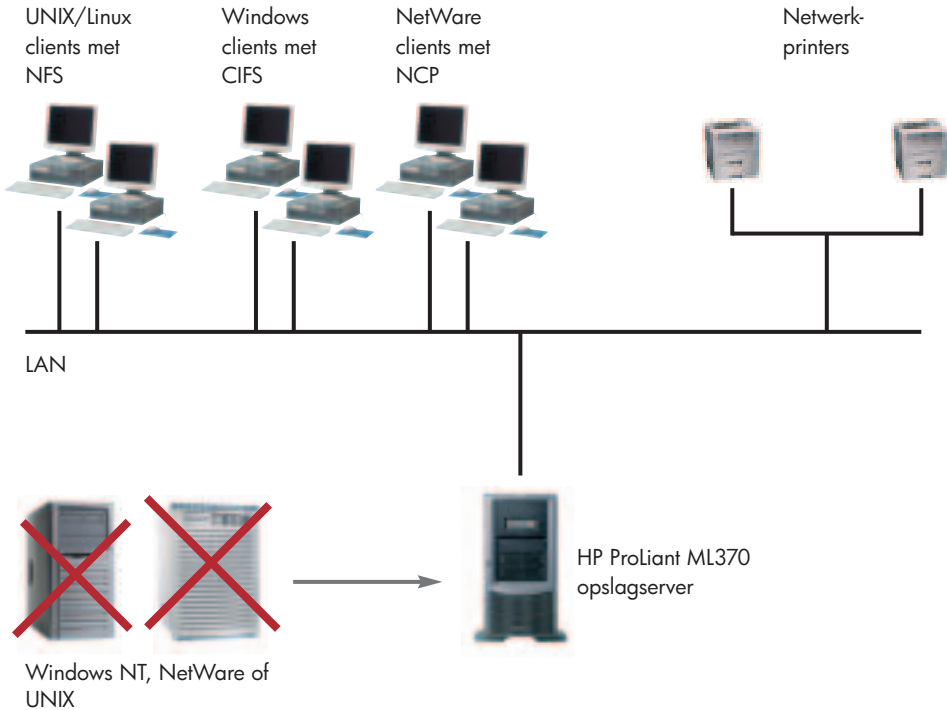 UNIX/Linux
clients met
NFS
Windows
clients met
CIFS
NetWare
clients met
NCP
Netwerk-
printers
LAN
HP ProLiant ML370
opslagserver
Windows NT, NetWare of
UNIX